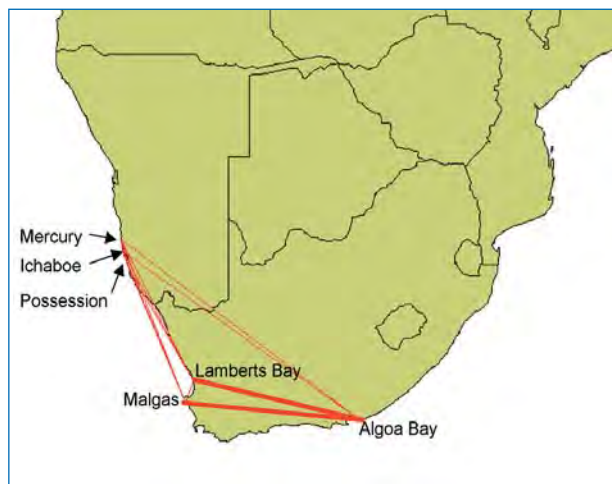 Mercury
Ichaboe
Possession
Lamberts Bay
Malgas
Algoa Bay